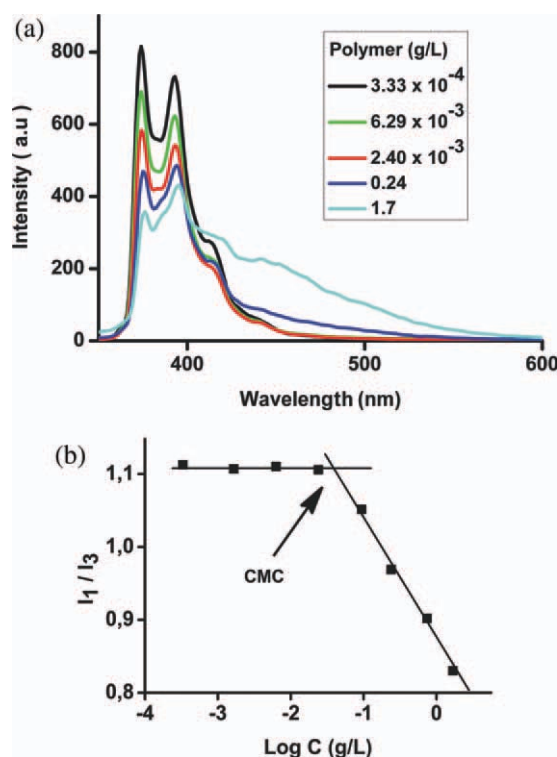 (a)
800
600
400
200
0
Intensity ( a.u )
Polymer (g/L)
3.33 x 10⁻⁴
6.29 x 10⁻³
2.40 x 10⁻³
0.24
1.7
400
500
600
Wavelength (nm)
(b)
1,1
1,0
0,9
0,8
I₁ / I₃
CMC
-4
-3
-2
-1
0
Log C (g/L)